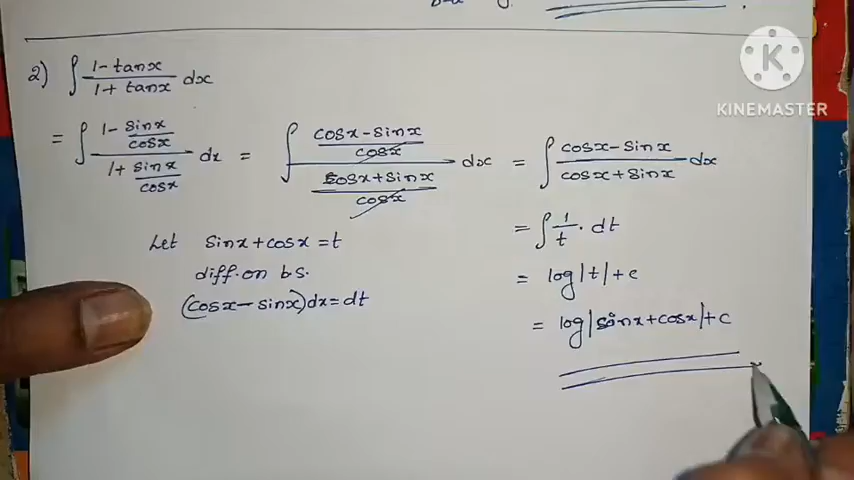 2) ∫ 1-tanx / 1+tanx dx
= ∫ (1 - sinx/cosx) / (1 + sinx/cosx) dx = ∫ ((cosx-sinx)/cosx) / ((cosx+sinx)/cosx) dx = ∫ (cosx-sinx) / (cosx+sinx) dx
Let sinx+cosx = t
diff. on b s.
(cosx-sinx)dx = dt
= ∫ 1/t . dt
= log|t|+c
= log|sinx+cosx|+c
K
KINEMASTER